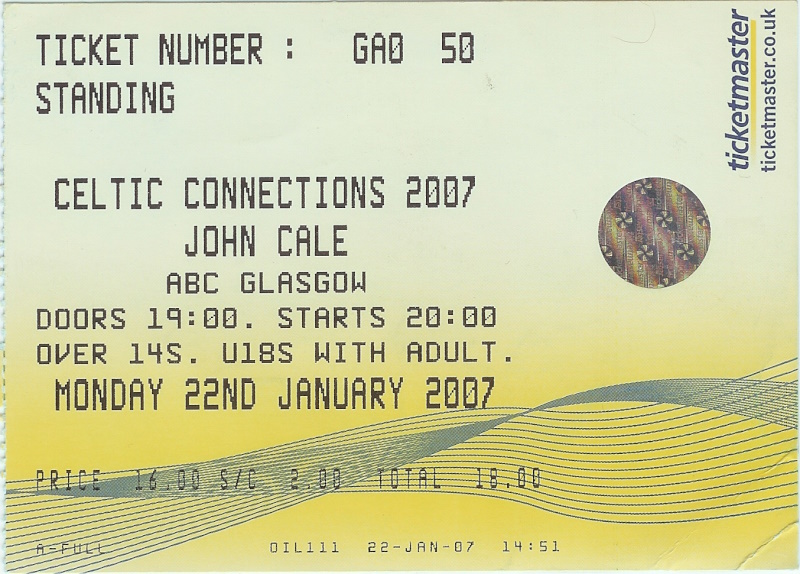 TICKET NUMBER : GA0 50
STANDING
CELTIC CONNECTIONS 2007
JOHN CALE
ABC GLASGOW
DOORS 19:00. STARTS 20:00
OVER 14S. U18S WITH ADULT.
MONDAY 22ND JANUARY 2007
PRICE 16.00 S/C 2.00 TOTAL 18.00
A-FULL OIL111 22-JAN-07 14:51
ticketmaster
ticketmaster.co.uk